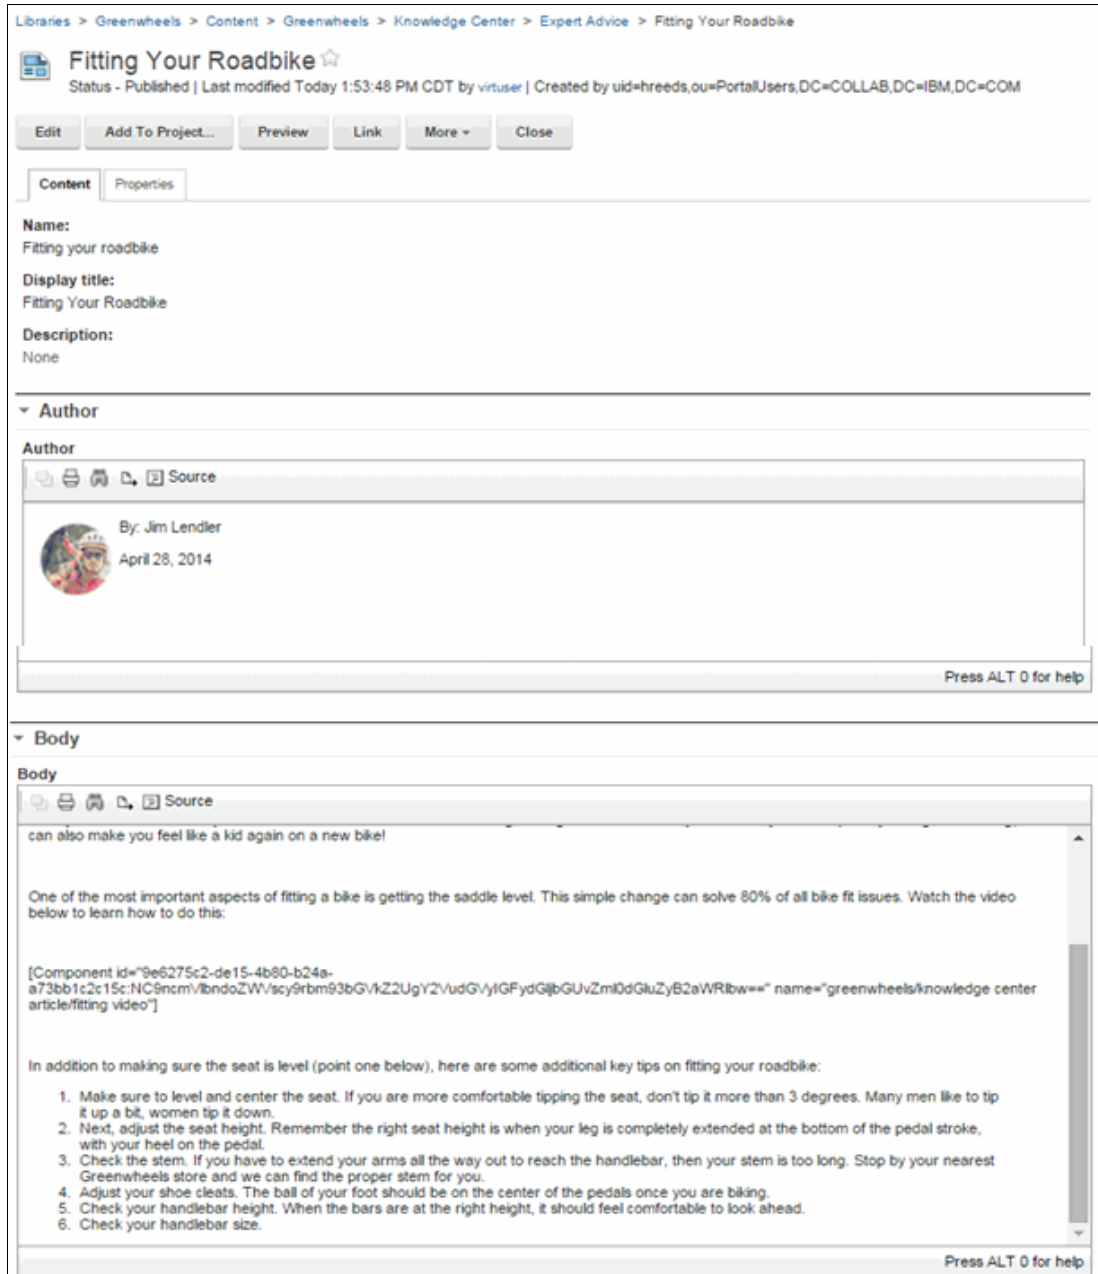 Libraries > Greenwheels > Content > Greenwheels > Knowledge Center > Expert Advice > Fitting Your Roadbike
Fitting Your Roadbike
Status - Published | Last modified Today 1:53:48 PM CDT by virtuser | Created by uid=hreeds,ou=PortalUsers,DC=COLLAB,DC=IBM,DC=COM
Edit Add To Project... Preview Link More Close
Content Properties
Name:
Fitting your roadbike
Display title:
Fitting Your Roadbike
Description:
None
Author
Author
Source
By: Jim Lendler
April 28, 2014
Press ALT 0 for help
Body
Body
Source
can also make you feel like a kid again on a new bike!
One of the most important aspects of fitting a bike is getting the saddle level. This simple change can solve 80% of all bike fit issues. Watch the video
below to learn how to do this:
[Component id="9e6275c2-de15-4b80-b24a-
article/fitting video"]
In addition to making sure the seat is level (point one below), here are some additional key tips on fitting your roadbike:
1. Make sure to level and center the seat. If you are more comfortable tipping the seat, don't tip it more than 3 degrees. Many men like to tip
it up a bit, women tip it down.
2. Next, adjust the seat height. Remember the right seat height is when your leg is completely extended at the bottom of the pedal stroke,
with your heel on the pedal.
3. Check the stem. If you have to extend your arms all the way out to reach the handlebar, then your stem is too long. Stop by your nearest
Greenwheels store and we can find the proper stem for you.
4. Adjust your shoe cleats. The ball of your foot should be on the center of the pedals once you are biking.
5. Check your handlebar height. When the bars are at the right height, it should feel comfortable to look ahead.
6. Check your handlebar size.
Press ALT 0 for help